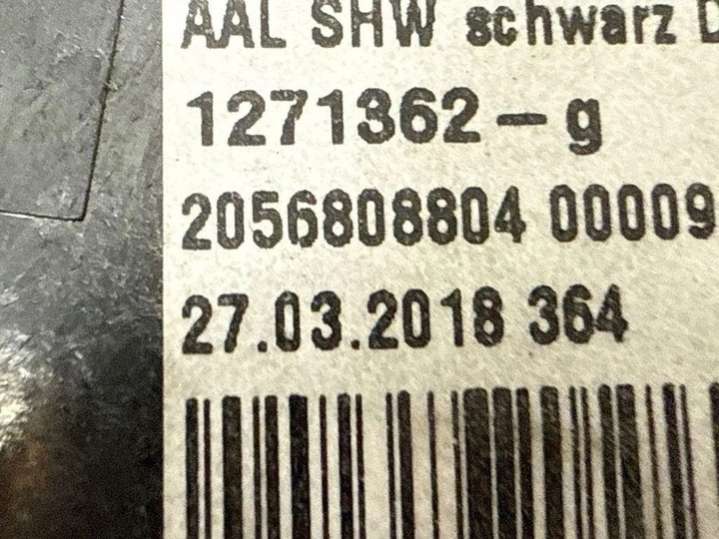 AAL SHW schwarz D
1271362-g
2056808804 00009
27.03.2018 364